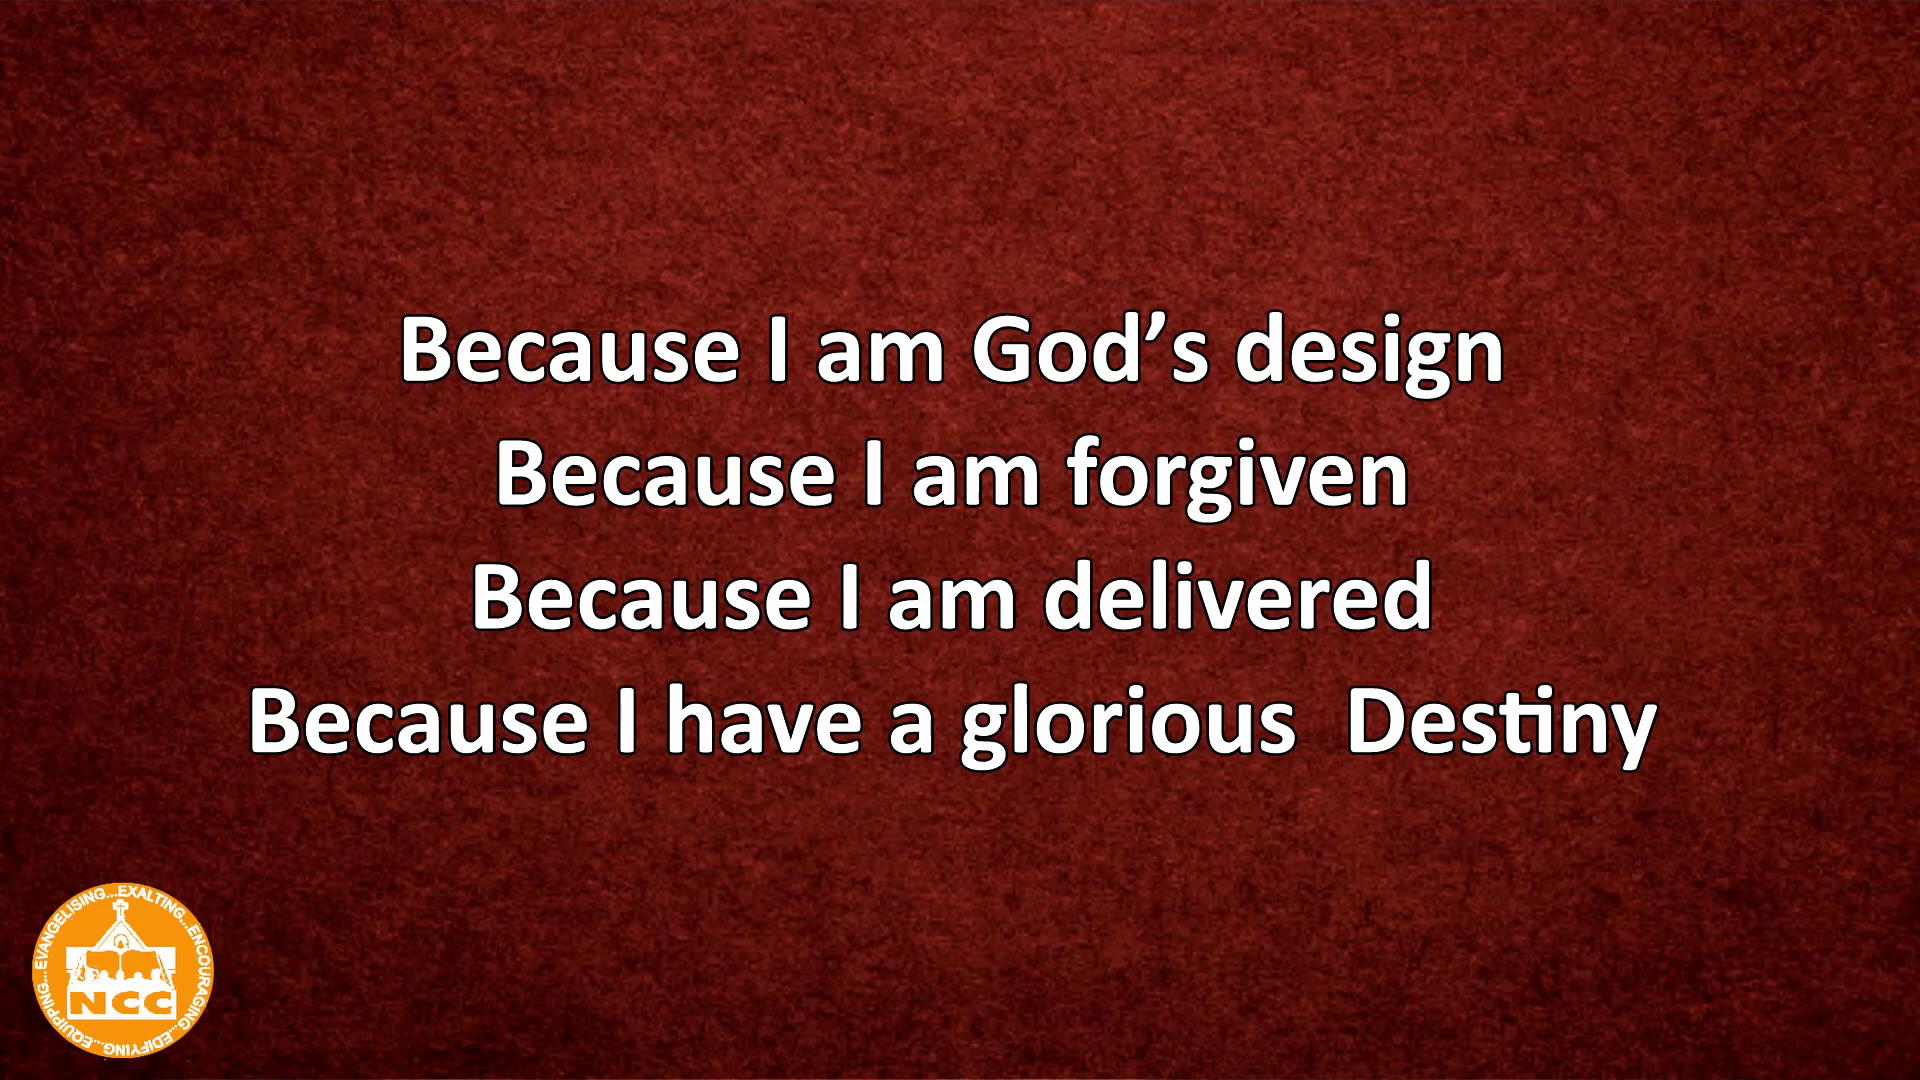 Because I am God’s design
Because I am forgiven
Because I am delivered
Because I have a glorious  Destiny
EVANGELISING...EXALTING...ENCOURAGING...EDIFYING...EQUIPPING...
NCC